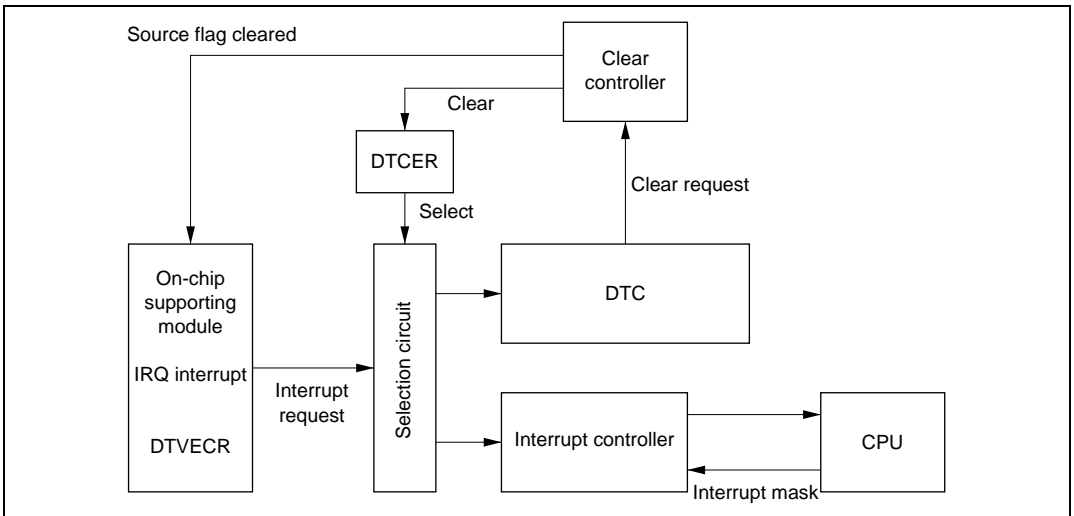 Source flag cleared
Clear
controller
Clear
DTCER
Clear request
Select
On-chip
supporting
module
IRQ interrupt
DTVECR
Interrupt
request
Selection circuit
DTC
Interrupt controller
CPU
Interrupt mask